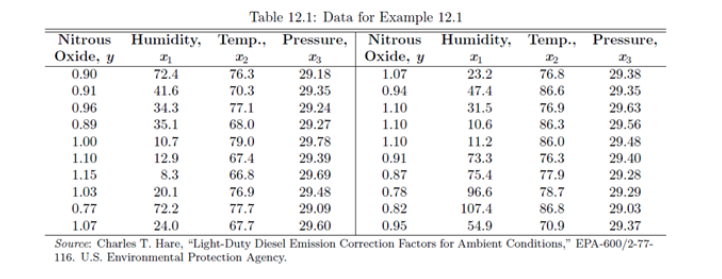 Table 12.1: Data for Example 12.1
Nitrous Humidity, Temp., Pressure, Nitrous Humidity, Temp., Pressure,
Oxide, y x1 x2 x3 Oxide, y x1 x2 x3
0.90 72.4 76.3 29.18 1.07 23.2 76.8 29.38
0.91 41.6 70.3 29.35 0.94 47.4 86.6 29.35
0.96 34.3 77.1 29.24 1.10 31.5 76.9 29.63
0.89 35.1 68.0 29.27 1.10 10.6 86.3 29.56
1.00 10.7 79.0 29.78 1.10 11.2 86.0 29.48
1.10 12.9 67.4 29.39 0.91 73.3 76.3 29.40
1.15 8.3 66.8 29.69 0.87 75.4 77.9 29.28
1.03 20.1 76.9 29.48 0.78 96.6 78.7 29.29
0.77 72.2 77.7 29.09 0.82 107.4 86.8 29.03
1.07 24.0 67.7 29.60 0.95 54.9 70.9 29.37
Source: Charles T. Hare, “Light-Duty Diesel Emission Correction Factors for Ambient Conditions,” EPA-600/2-77-
116. U.S. Environmental Protection Agency.